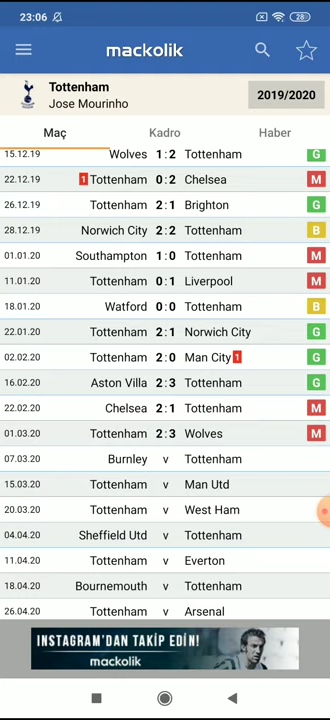 23:06 28
mackolik
Tottenham
Jose Mourinho
2019/2020
Maç Kadro Haber
15.12.19 Wolves 1:2 Tottenham G
22.12.19 1 Tottenham 0:2 Chelsea M
26.12.19 Tottenham 2:1 Brighton G
28.12.19 Norwich City 2:2 Tottenham B
01.01.20 Southampton 1:0 Tottenham M
11.01.20 Tottenham 0:1 Liverpool M
18.01.20 Watford 0:0 Tottenham B
22.01.20 Tottenham 2:1 Norwich City G
02.02.20 Tottenham 2:0 Man City 1 G
16.02.20 Aston Villa 2:3 Tottenham G
22.02.20 Chelsea 2:1 Tottenham M
01.03.20 Tottenham 2:3 Wolves M
07.03.20 Burnley v Tottenham
15.03.20 Tottenham v Man Utd
20.03.20 Tottenham v West Ham
04.04.20 Sheffield Utd v Tottenham
11.04.20 Tottenham v Everton
18.04.20 Bournemouth v Tottenham
26.04.20 Tottenham v Arsenal
INSTAGRAM'DAN TAKİP EDİN!
mackolik